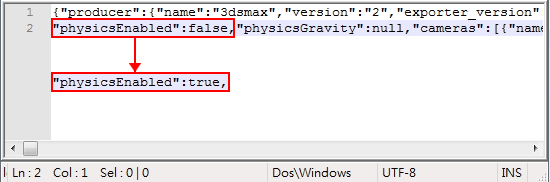 1 {"producer":{"name":"3dsmax","version":"2","exporter_version"
2 "physicsEnabled":false,"physicsGravity":null,"cameras":[{"name
"physicsEnabled":true,
Ln : 2 Col : 1 Sel : 0 | 0 Dos\Windows UTF-8 INS